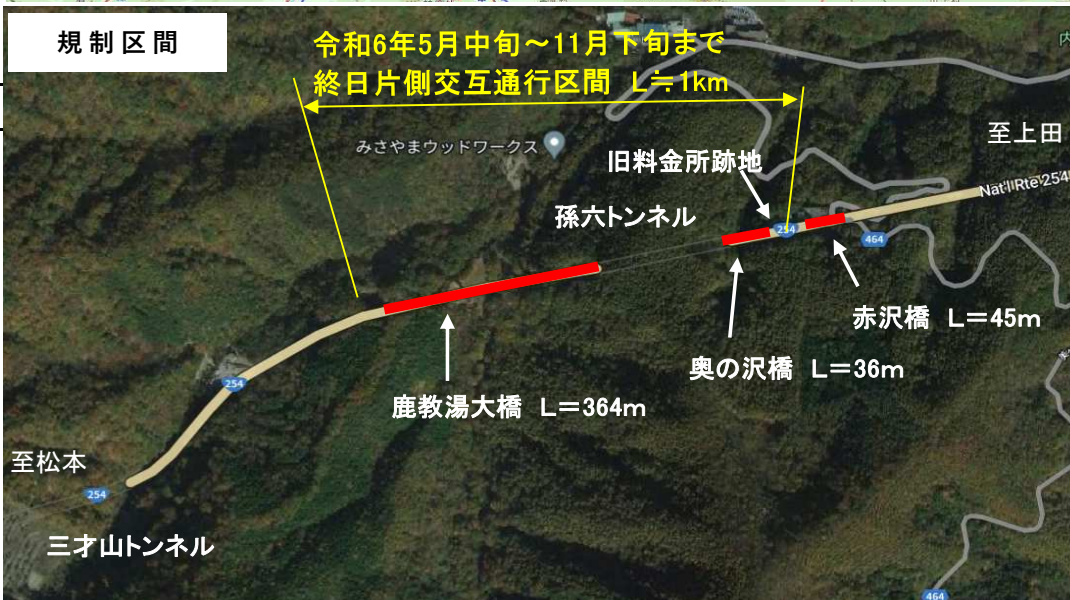 規制区間
令和6年5月中旬～11月下旬まで
終日片側交互通行区間　L≒1km
みさやまウッドワークス
至上田
旧料金所跡地
Nat'l Rte 254
孫六トンネル
254
464
赤沢橋　L＝45m
奥の沢橋　L＝36m
254
鹿教湯大橋　L＝364m
至松本
254
三才山トンネル
464